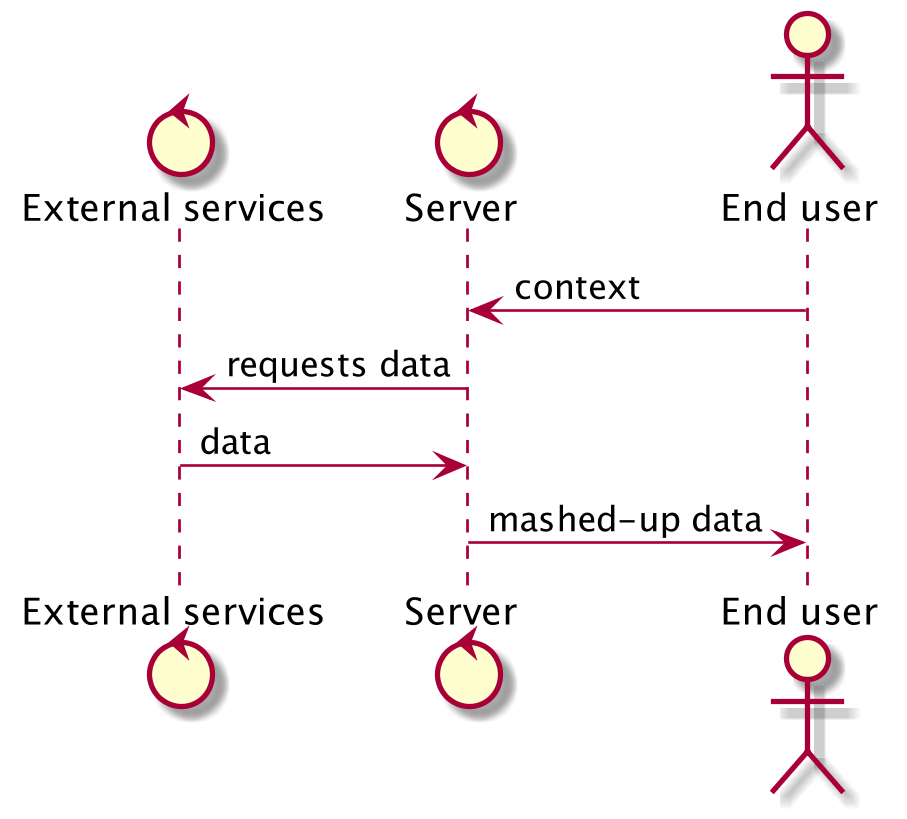 External services
Server
End user
context
requests data
data
mashed-up data
External services
Server
End user